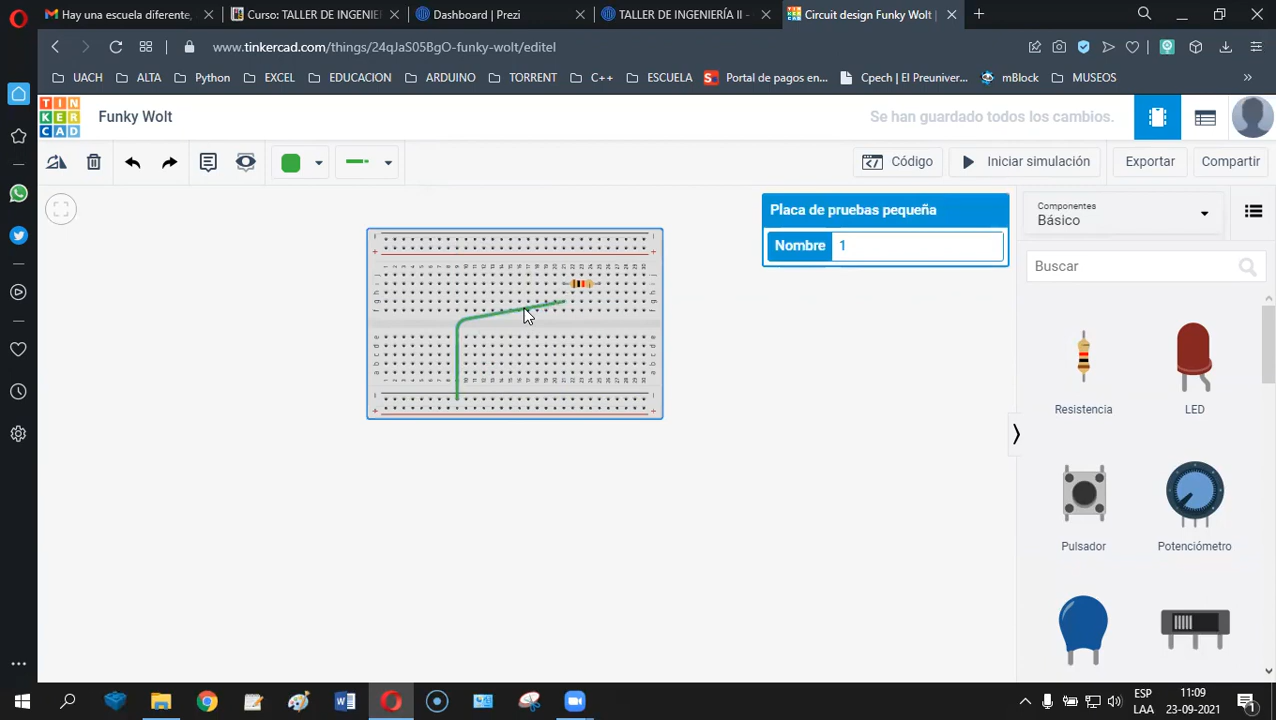 Hay una escuela diferente,
Curso: TALLER DE INGENIE
Dashboard | Prezi
TALLER DE INGENIERÍA II -
Circuit design Funky Wolt |
www.tinkercad.com/things/24qJaS05BgO-funky-wolt/editel
UACH
ALTA
Python
EXCEL
EDUCACION
ARDUINO
TORRENT
C++
ESCUELA
Portal de pagos en...
Cpech | El Preuniver...
mBlock
MUSEOS
TIN
KER
CAD
Funky Wolt
Se han guardado todos los cambios.
Código
Iniciar simulación
Exportar
Compartir
Placa de pruebas pequeña
Nombre 1
Componentes
Básico
Buscar
Resistencia
LED
Pulsador
Potenciómetro
ESP
LAA
11:09
23-09-2021
1